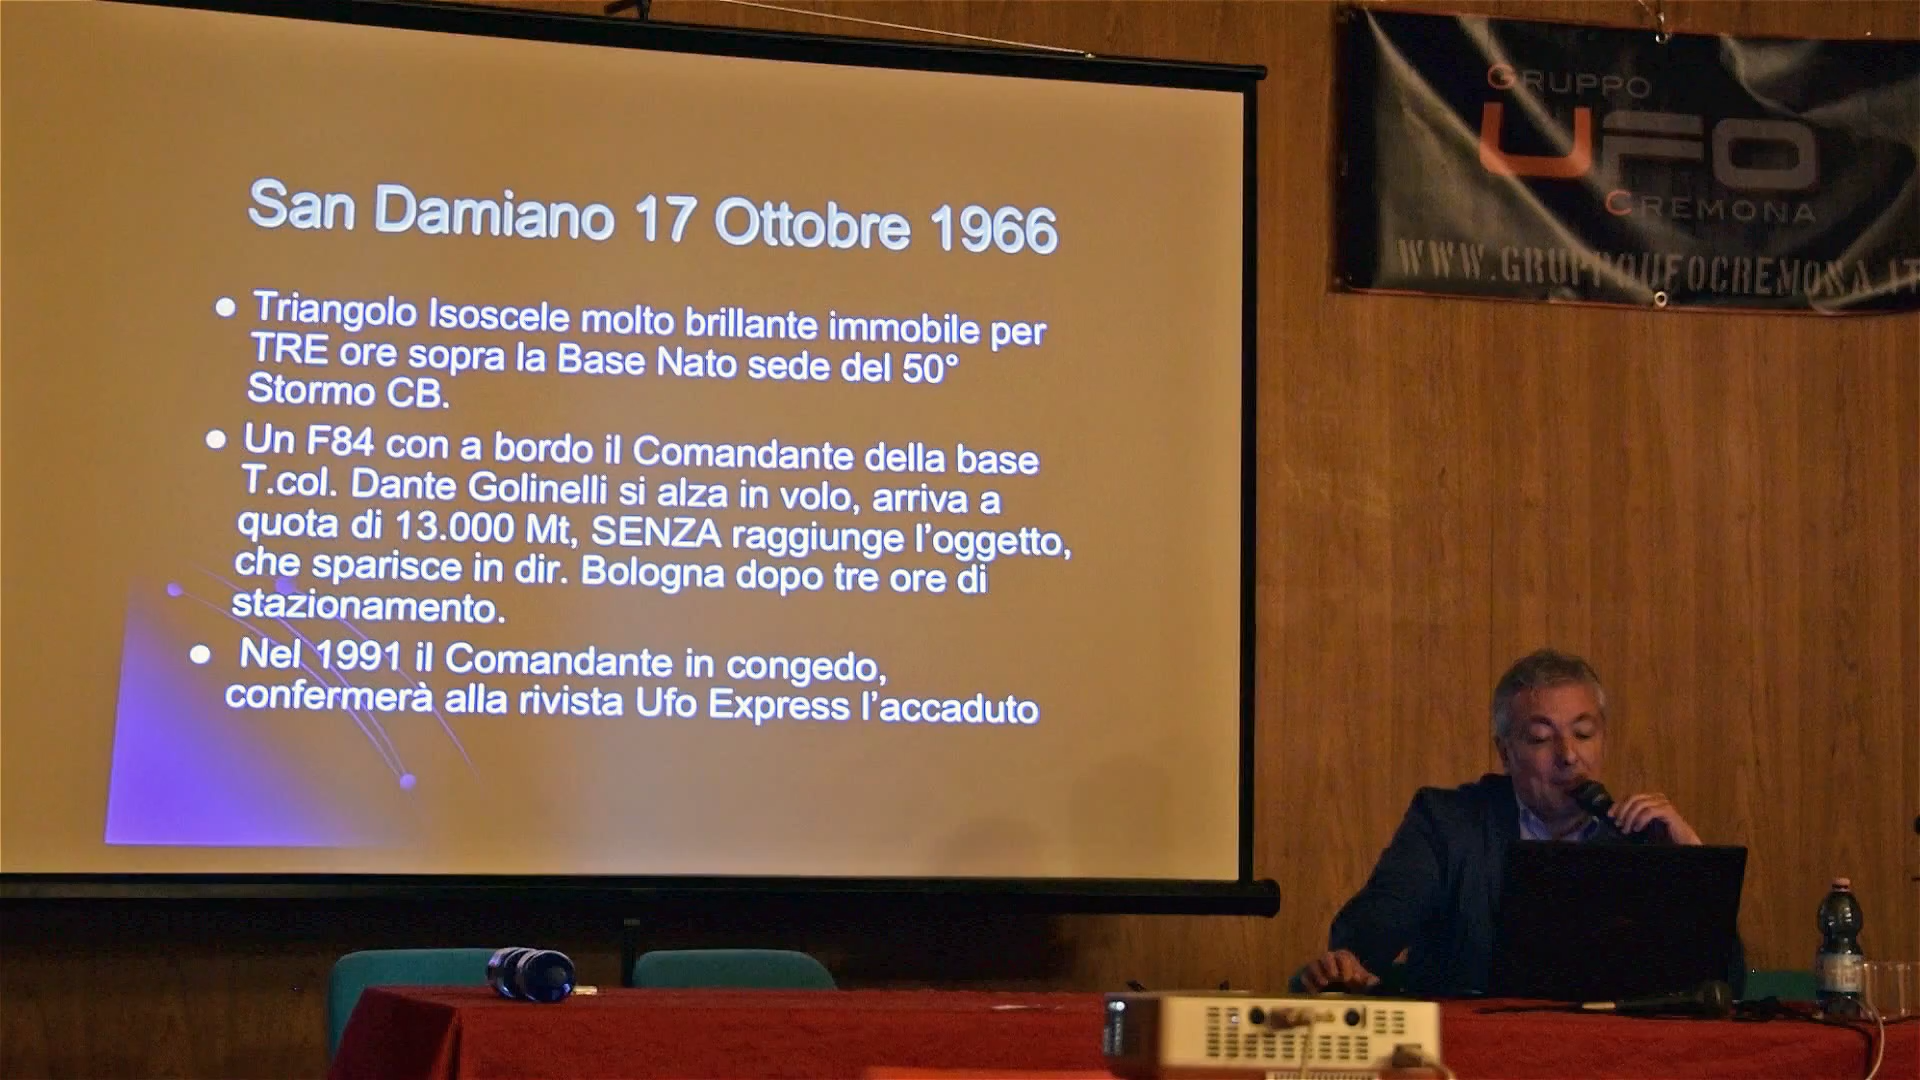 San Damiano 17 Ottobre 1966
Triangolo Isoscele molto brillante immobile per
TRE ore sopra la Base Nato sede del 50°
Stormo CB.
Un F84 con a bordo il Comandante della base
T.col. Dante Golinelli si alza in volo, arriva a
quota di 13.000 Mt, SENZA raggiunge l'oggetto,
che sparisce in dir. Bologna dopo tre ore di
stazionamento.
Nel 1991 il Comandante in congedo,
confermerà alla rivista Ufo Express l'accaduto
GRUPPO
UFO
CREMONA
WWW.GRUPPOUFOCREMONA.IT